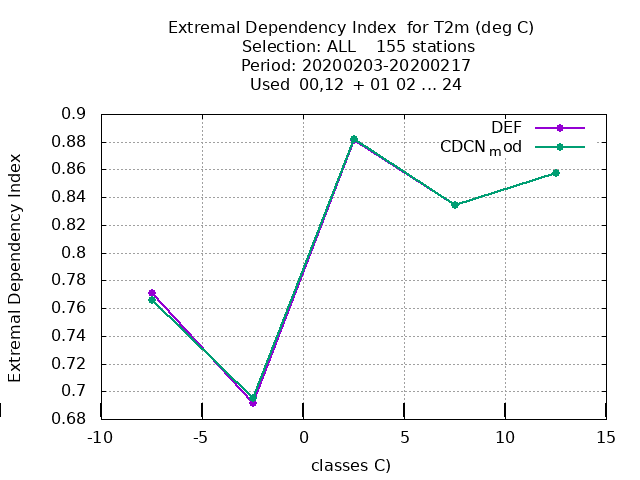 Extremal Dependency Index  for T2m (deg C)
Selection: ALL    155 stations
Period: 20200203-20200217
Used  00,12  + 01 02 ... 24
DEF
CDCN_mod
Extremal Dependency Index
0.9
0.88
0.86
0.84
0.82
0.8
0.78
0.76
0.74
0.72
0.7
0.68
-10
-5
0
5
10
15
classes C)